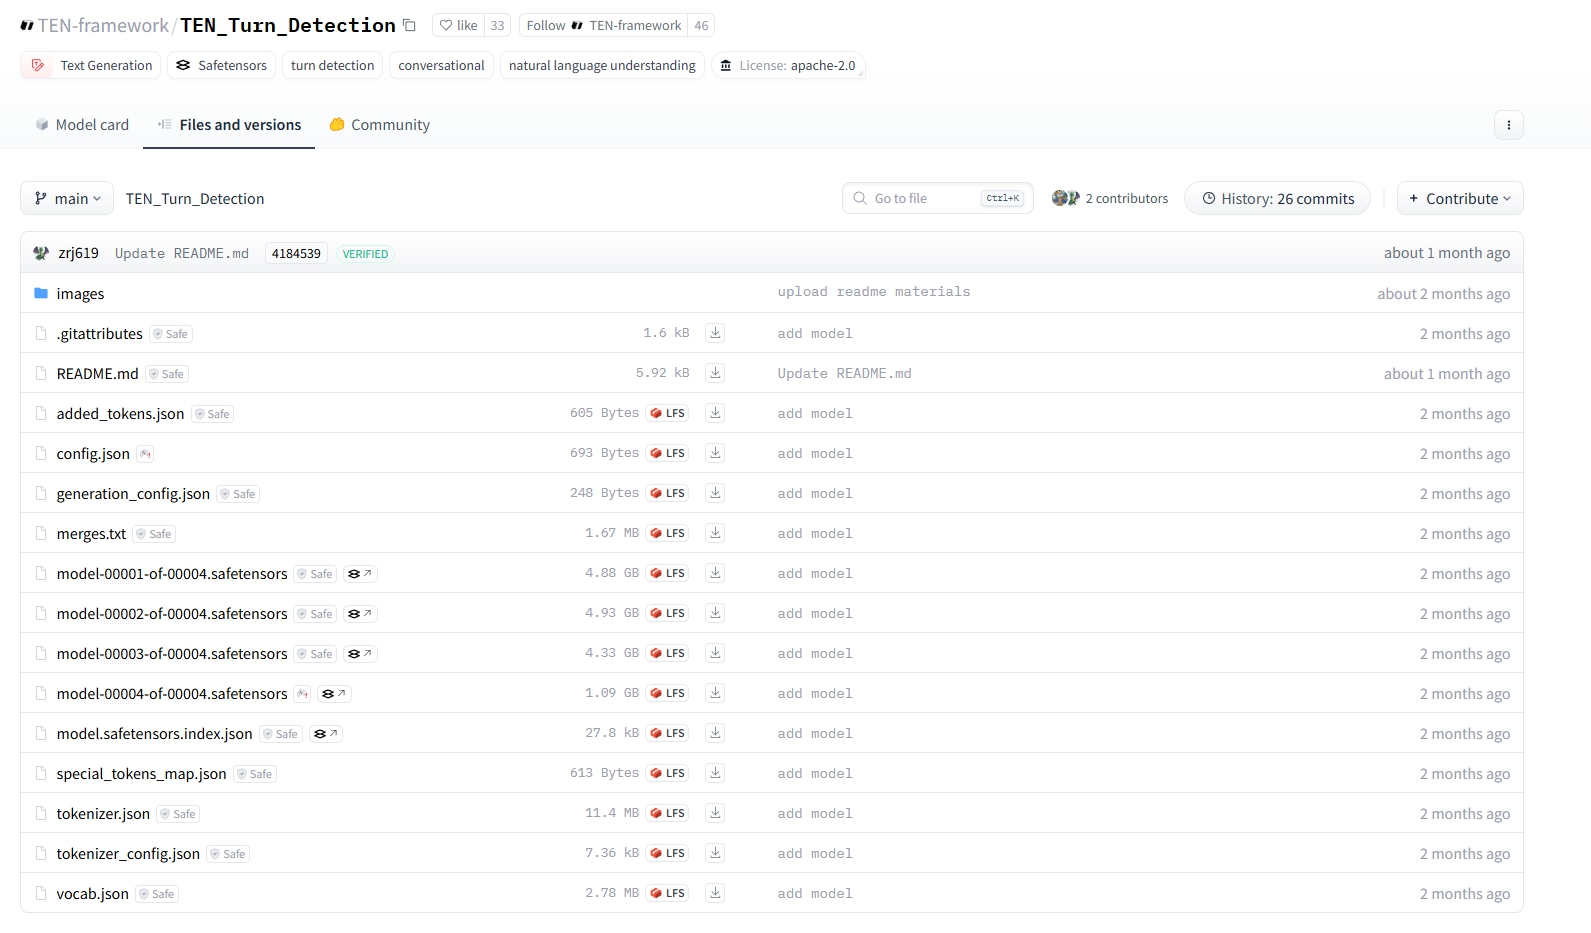 TEN-framework/TEN_Turn_Detection like 33 Follow TEN-framework 46
Text Generation Safetensors turn detection conversational natural language understanding License: apache-2.0
Model card Files and versions Community
main TEN_Turn_Detection Go to file Ctrl+K 2 contributors History: 26 commits + Contribute
zrj619 Update README.md 4184539 VERIFIED about 1 month ago
images upload readme materials about 2 months ago
.gitattributes Safe 1.6 kB add model 2 months ago
README.md Safe 5.92 kB Update README.md about 1 month ago
added_tokens.json Safe 605 Bytes LFS add model 2 months ago
config.json 693 Bytes LFS add model 2 months ago
generation_config.json Safe 248 Bytes LFS add model 2 months ago
merges.txt Safe 1.67 MB LFS add model 2 months ago
model-00001-of-00004.safetensors Safe 4.88 GB LFS add model 2 months ago
model-00002-of-00004.safetensors Safe 4.93 GB LFS add model 2 months ago
model-00003-of-00004.safetensors Safe 4.33 GB LFS add model 2 months ago
model-00004-of-00004.safetensors 1.09 GB LFS add model 2 months ago
model.safetensors.index.json Safe 27.8 kB LFS add model 2 months ago
special_tokens_map.json Safe 613 Bytes LFS add model 2 months ago
tokenizer.json Safe 11.4 MB LFS add model 2 months ago
tokenizer_config.json Safe 7.36 kB LFS add model 2 months ago
vocab.json Safe 2.78 MB LFS add model 2 months ago